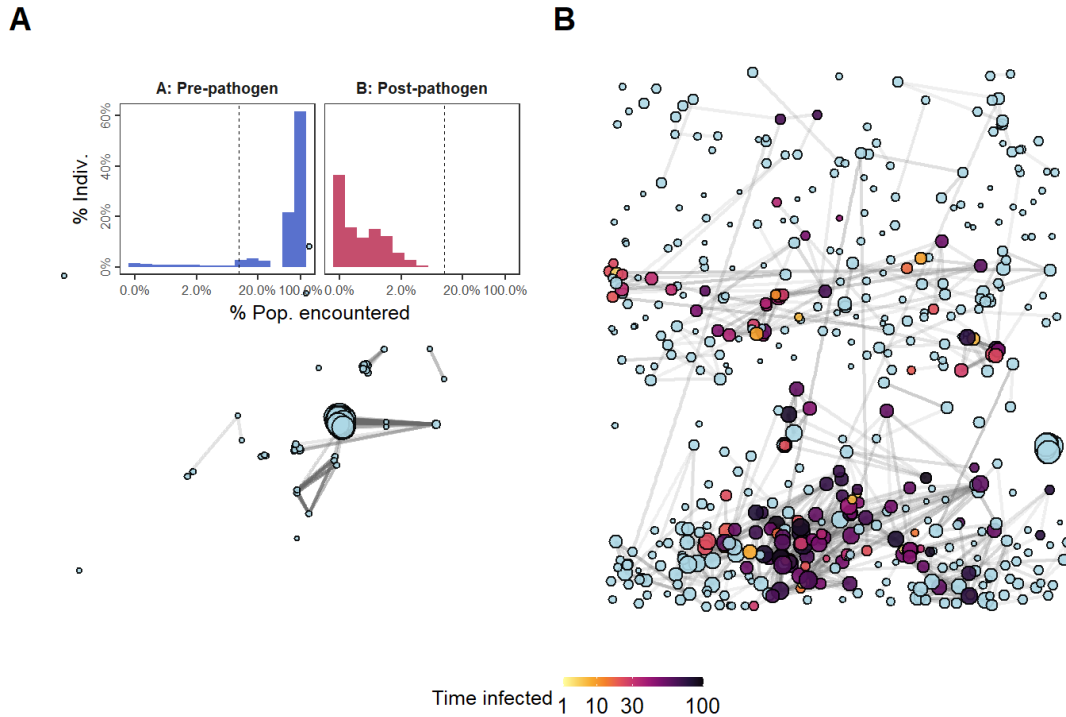 A
B
A: Pre-pathogen
B: Post-pathogen
60%
40%
20%
0%
% Indiv.
0.0% 2.0% 20.0% 100.0%
0.0% 2.0% 20.0% 100.0%
% Pop. encountered
Time infected
1 10 30 100